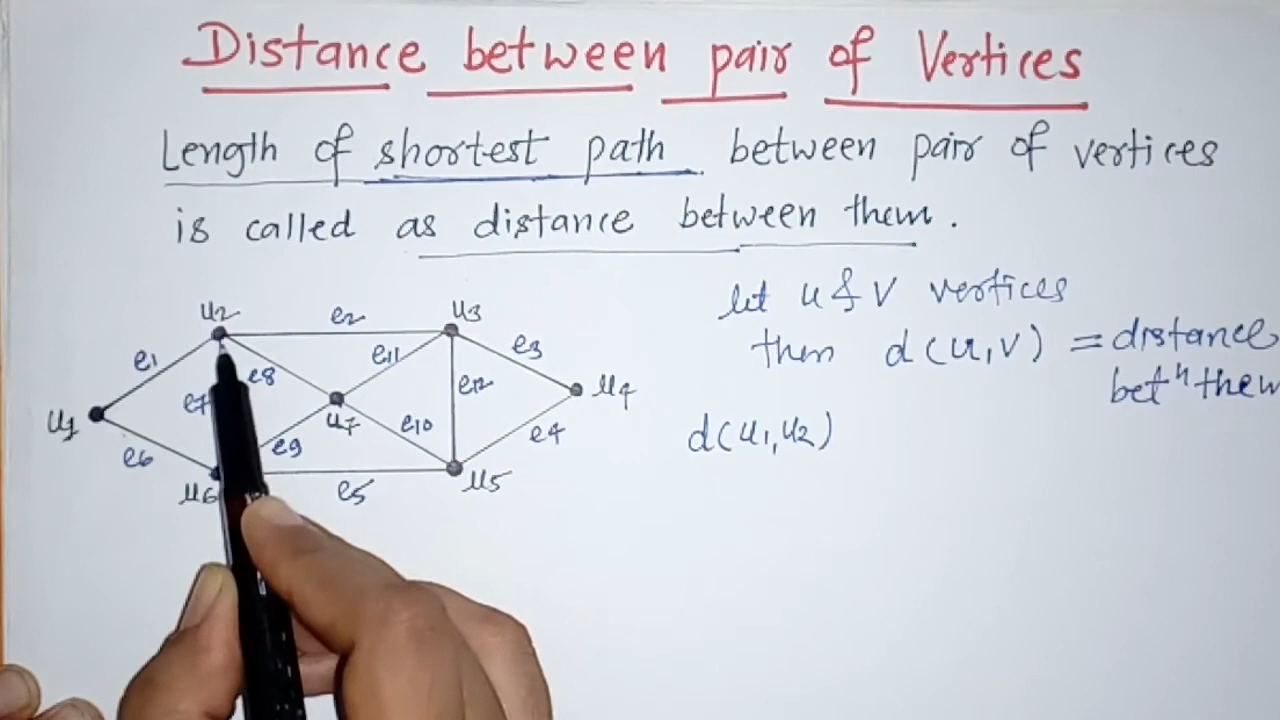 Distance between pair of Vertices
Length of shortest path between pair of vertices
is called as distance between them.
let u & v vertices
then d(u,v) = distance
betⁿ them
d(u1,u2)
u2
e2
u3
e1
e8
e11
e3
e7
e12
u4
u1
u7
e10
e6
e9
e4
u6
e5
u5